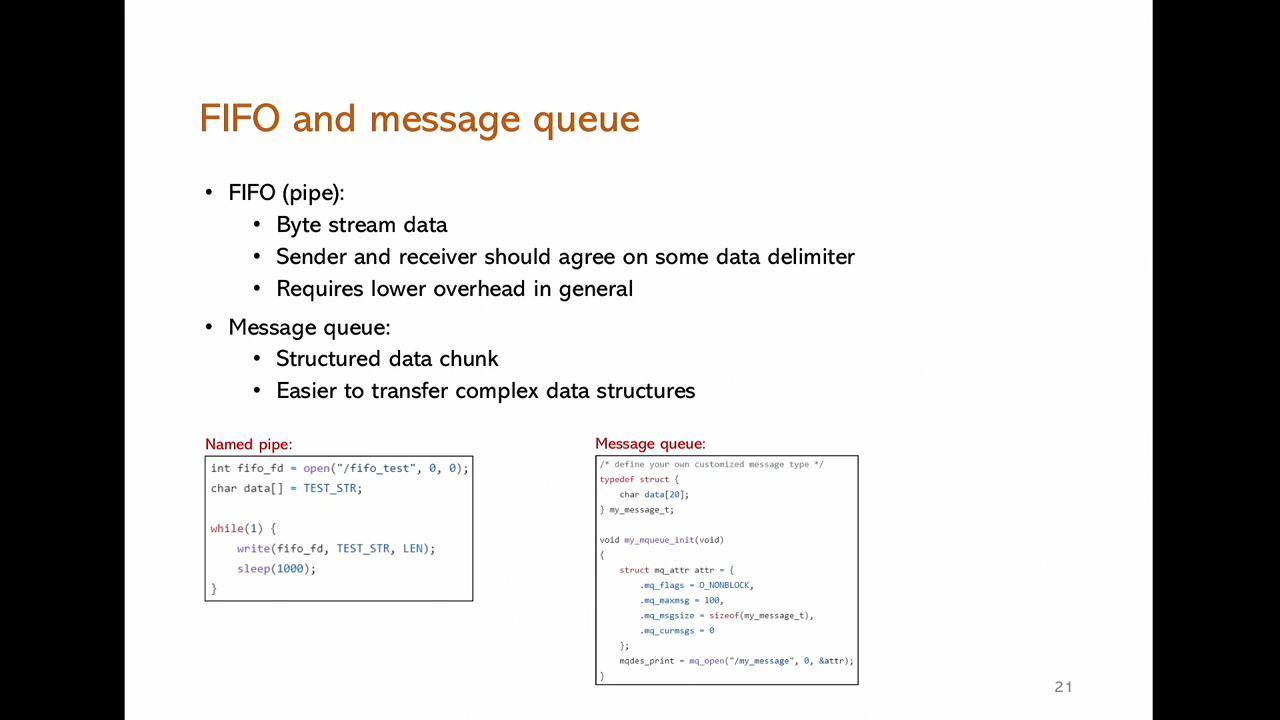 FIFO and message queue
• FIFO (pipe):
• Byte stream data
• Sender and receiver should agree on some data delimiter
• Requires lower overhead in general
• Message queue:
• Structured data chunk
• Easier to transfer complex data structures
Named pipe:
int fifo_fd = open("/fifo_test", 0, 0);
char data[] = TEST_STR;
while(1) {
    write(fifo_fd, TEST_STR, LEN);
    sleep(1000);
}
Message queue:
/* define your own customized message type */
typedef struct {
    char data[20];
} my_message_t;
void my_mqueue_init(void)
{
    struct mq_attr attr = {
        .mq_flags = O_NONBLOCK,
        .mq_maxmsg = 100,
        .mq_msgsize = sizeof(my_message_t),
        .mq_curmsgs = 0
    };
    mqdes_print = mq_open("/my_message", 0, &attr);
}
21